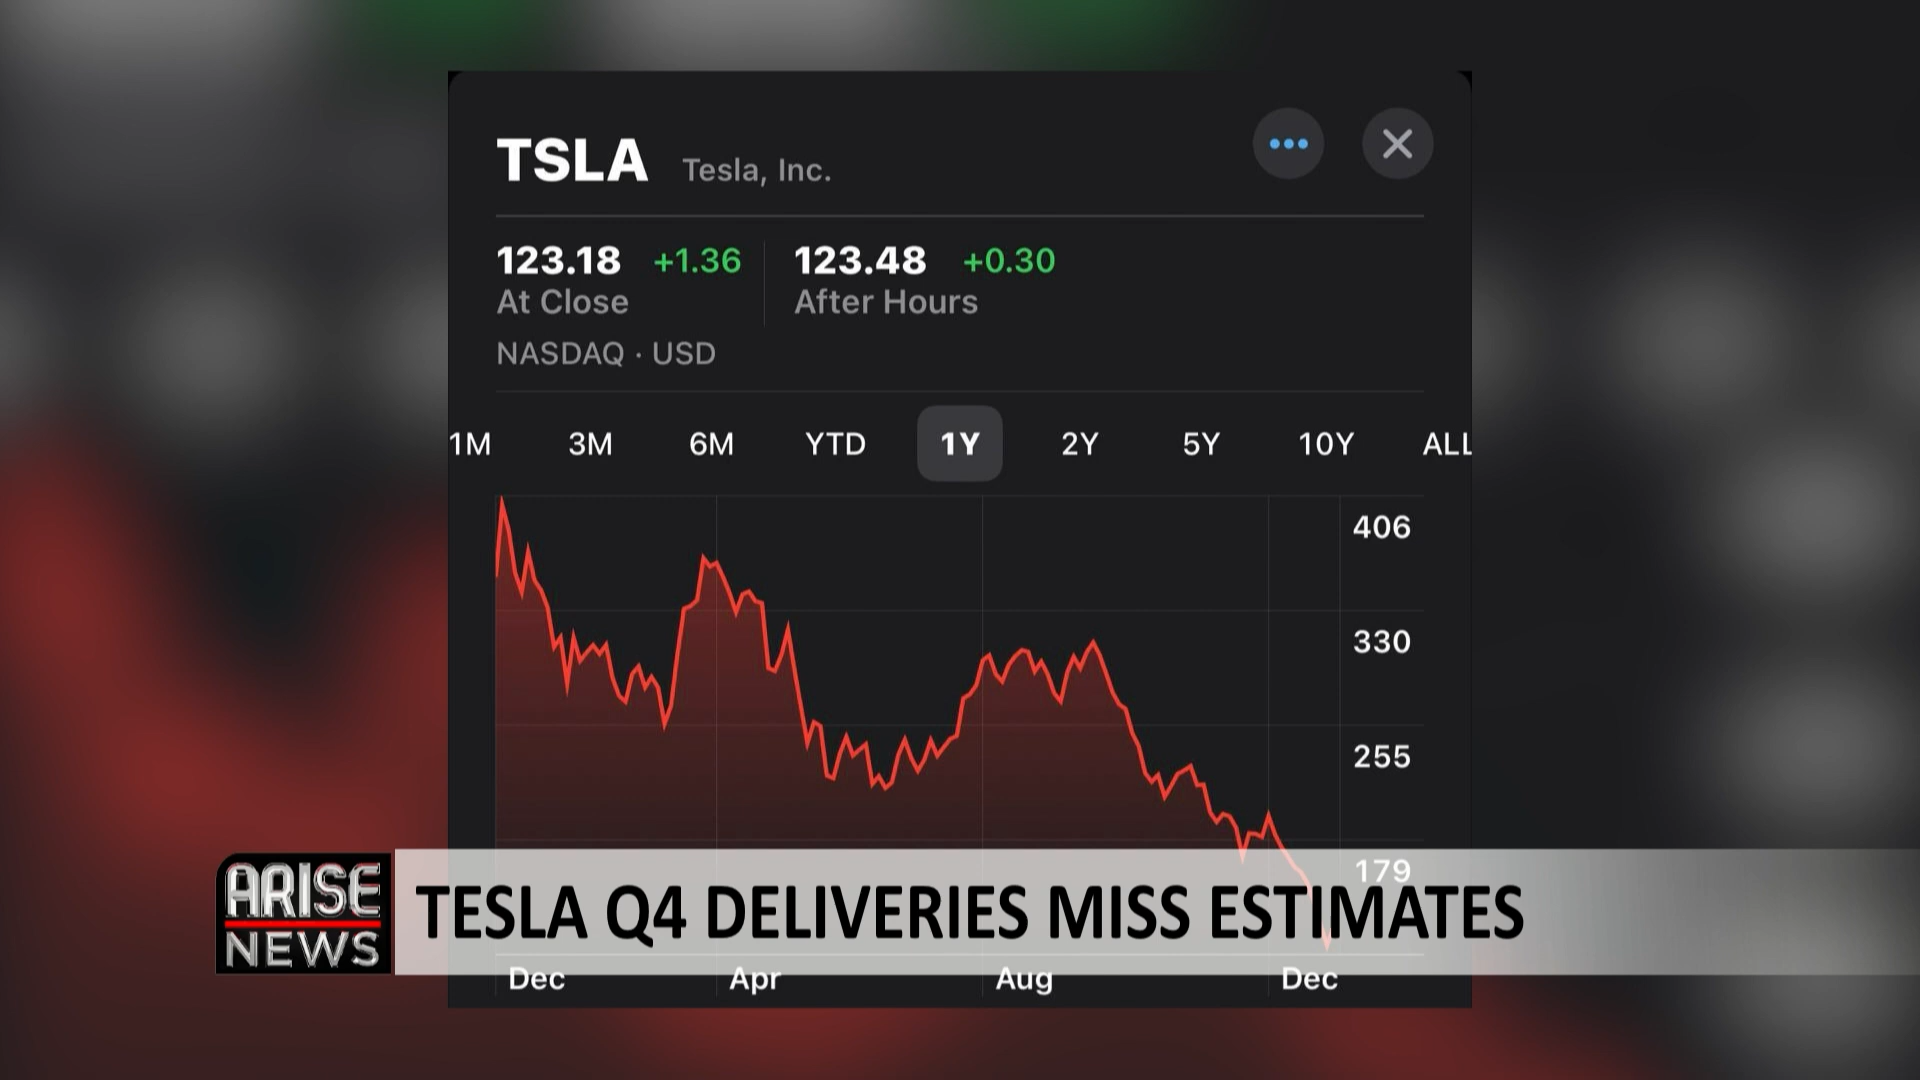 TSLA Tesla, Inc.
123.18 +1.36 123.48 +0.30
At Close After Hours
NASDAQ · USD
1M 3M 6M YTD 1Y 2Y 5Y 10Y ALL
406
330
255
179
ARISE
NEWS
TESLA Q4 DELIVERIES MISS ESTIMATES
Dec Apr Aug Dec